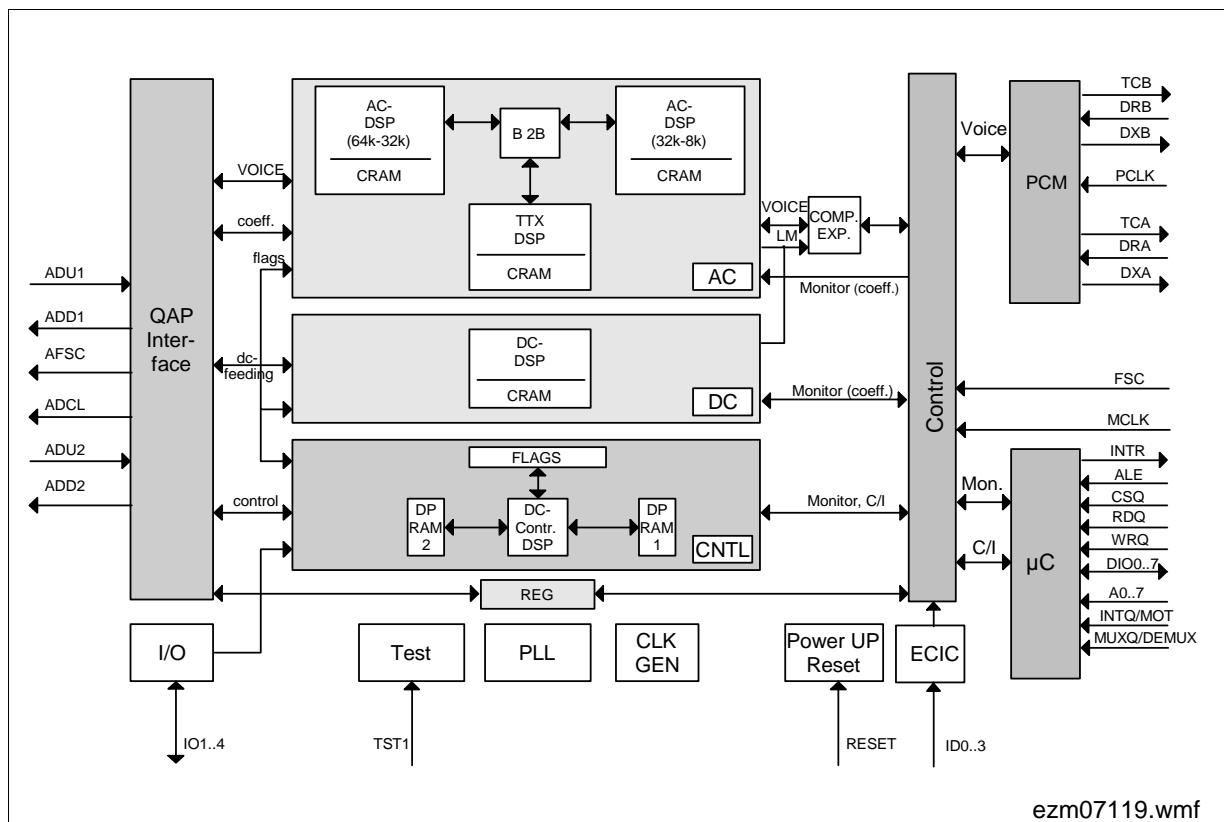 ADU1
ADD1
AFSC
ADCL
ADU2
ADD2
QAP
Inter-
face
VOICE
coeff.
flags
dc-
feeding
control
AC-
DSP
(64k-32k)
CRAM
B 2B
AC-
DSP
(32k-8k)
CRAM
TTX
DSP
CRAM
AC
DC-
DSP
CRAM
DC
FLAGS
DP
RAM
2
DC-
Contr.
DSP
DP
RAM
1
CNTL
REG
VOICE
LM
COMP.
EXP.
Monitor (coeff.)
Monitor (coeff.)
Monitor, C/I
Control
Voice
PCM
TCB
DRB
DXB
PCLK
TCA
DRA
DXA
FSC
MCLK
Mon.
C/I
µC
INTR
ALE
CSQ
RDQ
WRQ
DIO0..7
A0..7
INTQ/MOT
MUXQ/DEMUX
I/O
Test
PLL
CLK
GEN
Power UP
Reset
ECIC
IO1..4
TST1
RESET
ID0..3
ezm07119.wmf